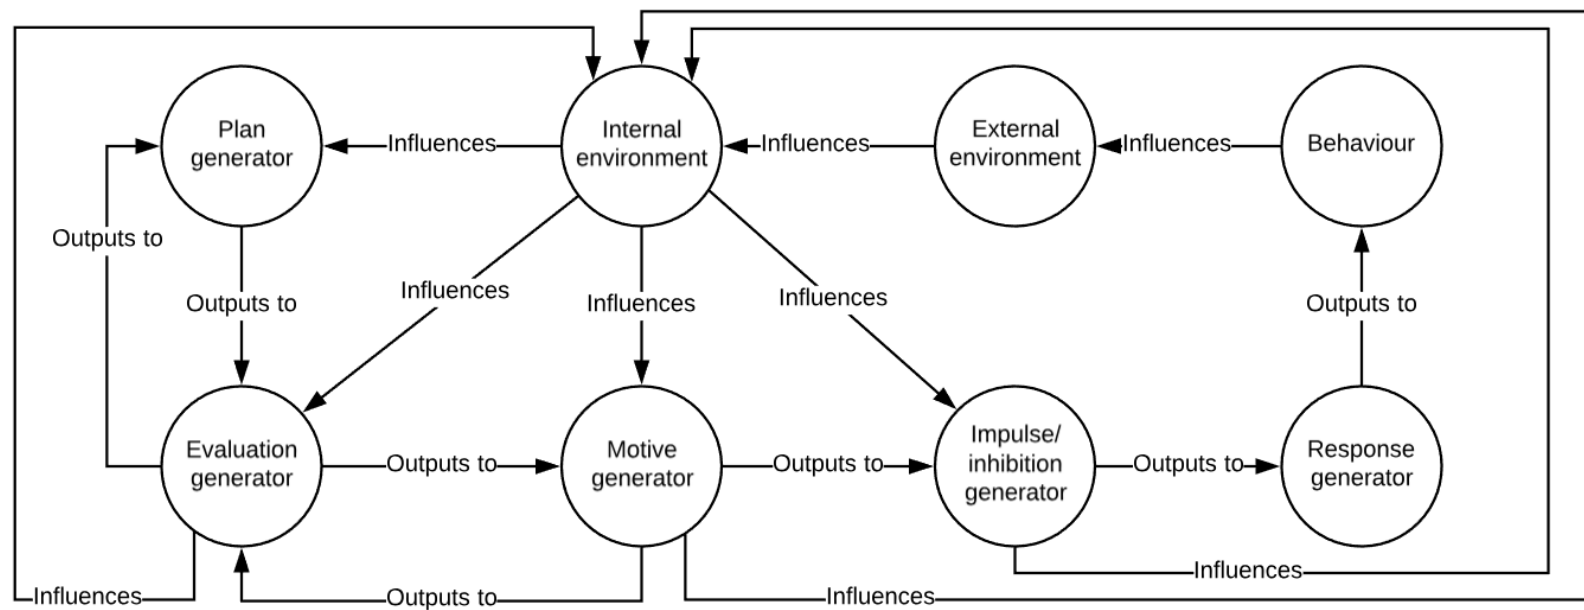 Plan
generator
Influences
Internal
environment
Influences
External
environment
Influences
Behaviour
Outputs to
Outputs to
Influences
Influences
Influences
Outputs to
Evaluation
generator
Outputs to
Motive
generator
Outputs to
Impulse/
inhibition
generator
Outputs to
Response
generator
Influences
Outputs to
Influences
Influences